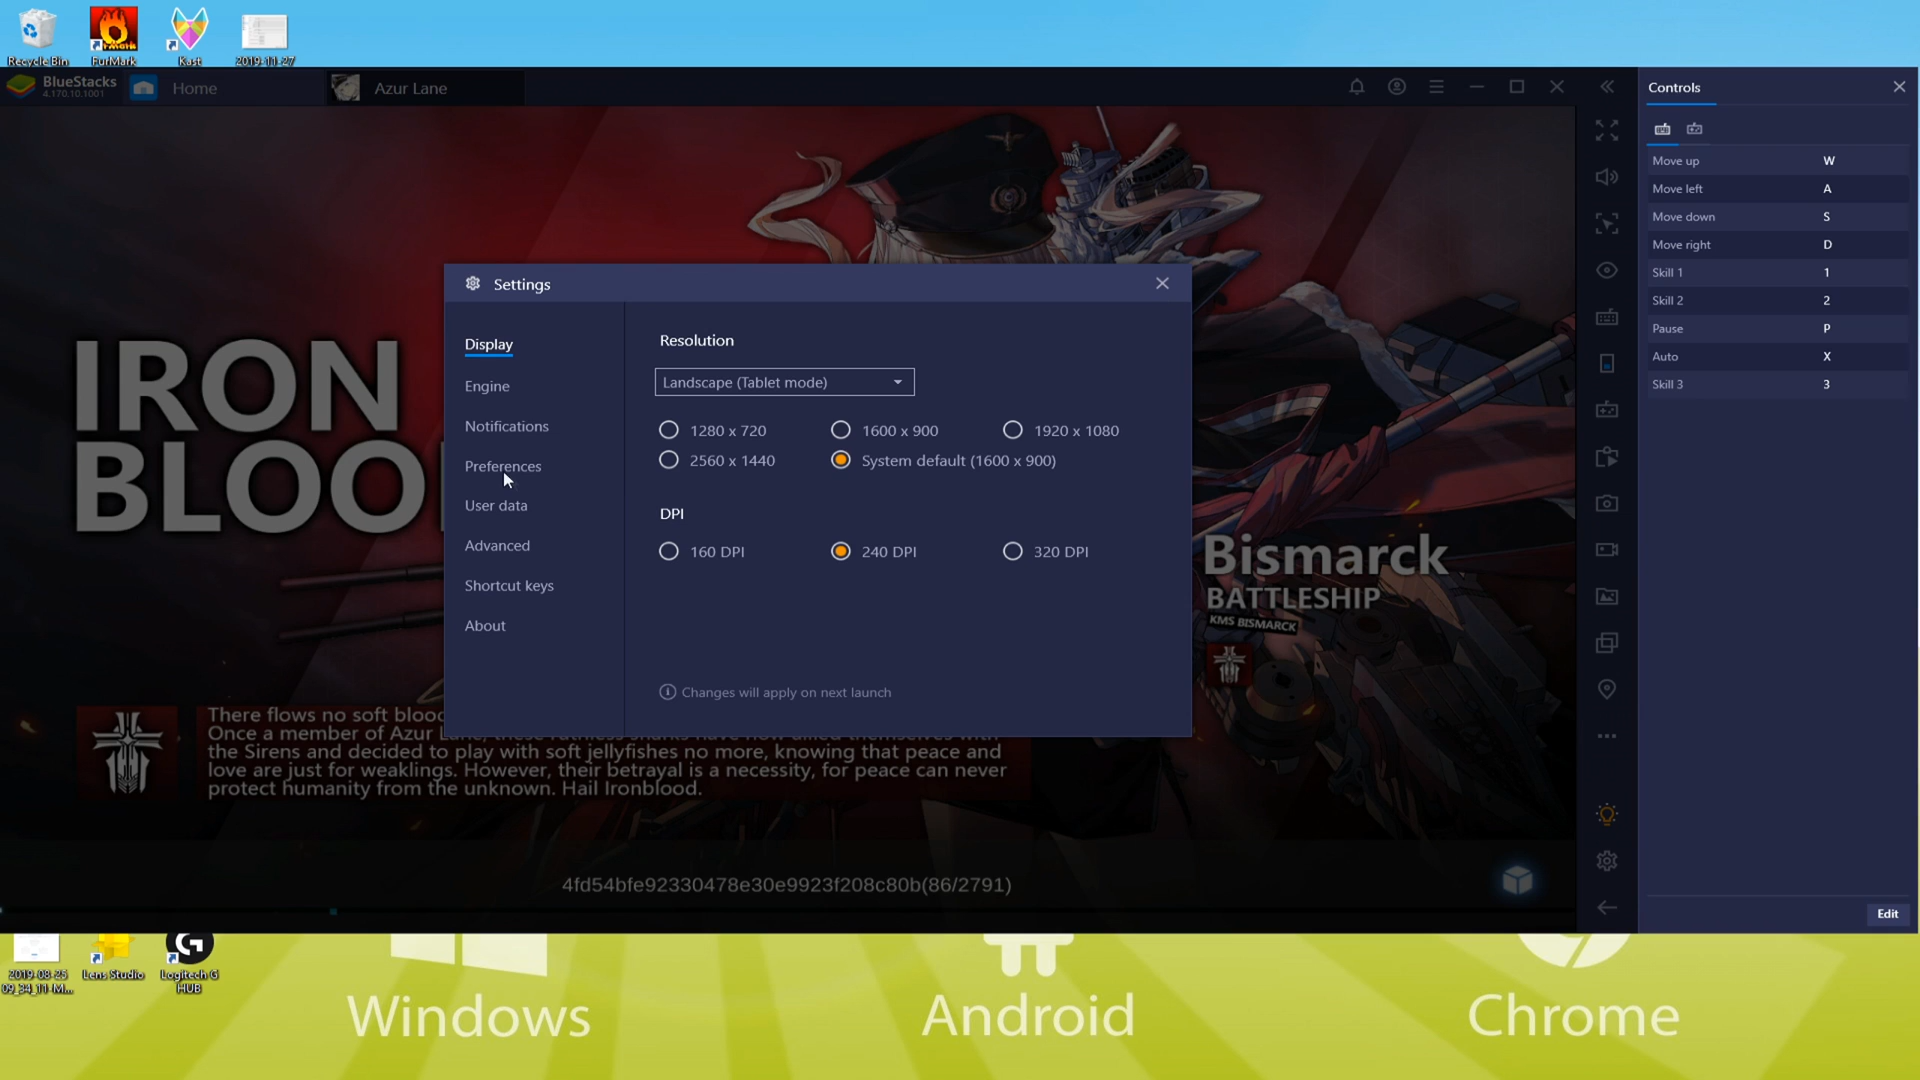 Recycle Bin
FurMark
Kast
2019-11-27
BlueStacks
4.170.10.1001
Home
Azur Lane
Controls
Move up W
Move left A
Move down S
Move right D
Skill 1 1
Skill 2 2
Pause P
Auto X
Skill 3 3
Edit
Settings
Display
Engine
Notifications
Preferences
User data
Advanced
Shortcut keys
About
Resolution
Landscape (Tablet mode)
1280 x 720
1600 x 900
1920 x 1080
2560 x 1440
System default (1600 x 900)
DPI
160 DPI
240 DPI
320 DPI
Changes will apply on next launch
IRON
BLOO
Bismarck
BATTLESHIP
KMS BISMARCK
There flows no soft blood
Once a member of Azur Lane, these ruthless sharks have now allied themselves with
the Sirens and decided to play with soft jellyfishes no more, knowing that peace and
love are just for weaklings. However, their betrayal is a necessity, for peace can never
protect humanity from the unknown. Hail Ironblood.
4fd54bfe92330478e30e9923f208c80b(86/2791)
2019-08-25
09_34_11-M...
Lens Studio
Logitech G
HUB
Windows
Android
Chrome